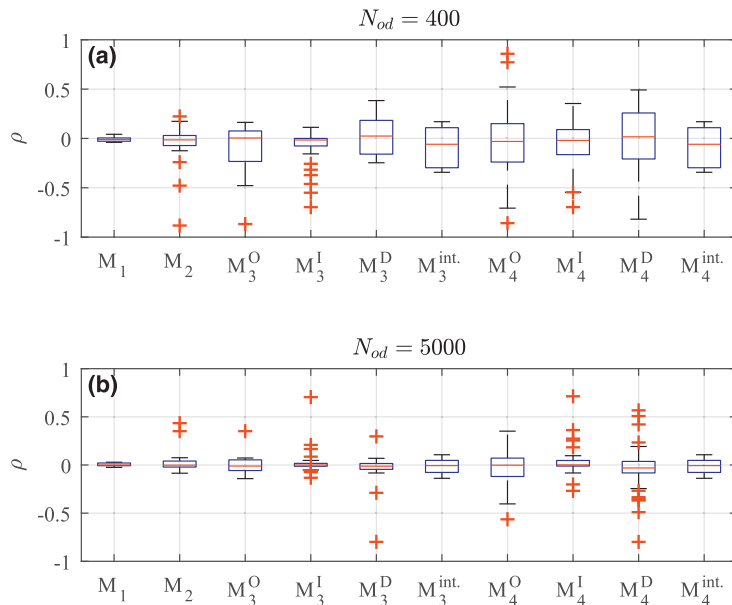 N_od = 400
(a)
1
0.5
0
-0.5
-1
ρ
M_1 M_2 M_3^O M_3^I M_3^D M_3^int. M_4^O M_4^I M_4^D M_4^int.
N_od = 5000
(b)
1
0.5
0
-0.5
-1
ρ
M_1 M_2 M_3^O M_3^I M_3^D M_3^int. M_4^O M_4^I M_4^D M_4^int.